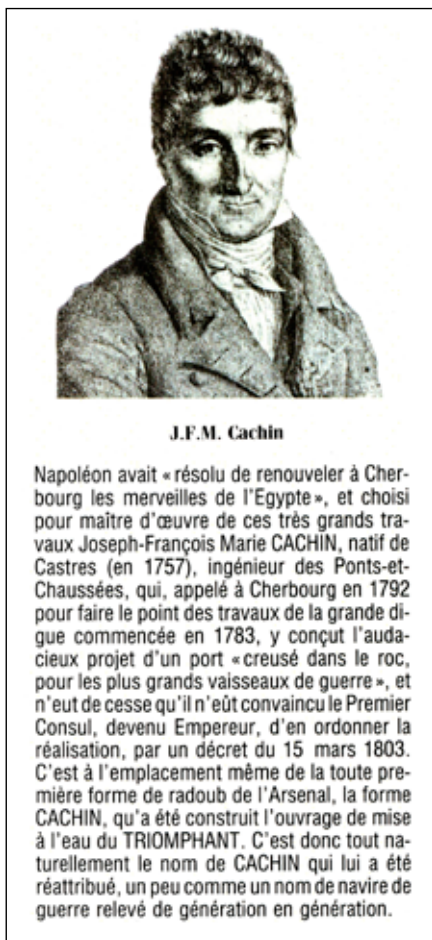 J.F.M. Cachin
Napoléon avait «résolu de renouveler à Cher-
bourg les merveilles de l'Egypte», et choisi
pour maître d'œuvre de ces très grands tra-
vaux Joseph-François Marie CACHIN, natif de
Castres (en 1757), ingénieur des Ponts-et-
Chaussées, qui, appelé à Cherbourg en 1792
pour faire le point des travaux de la grande di-
gue commencée en 1783, y conçut l'auda-
cieux projet d'un port «creusé dans le roc,
pour les plus grands vaisseaux de guerre», et
n'eut de cesse qu'il n'eût convaincu le Premier
Consul, devenu Empereur, d'en ordonner la
réalisation, par un décret du 15 mars 1803.
C'est à l'emplacement même de la toute pre-
mière forme de radoub de l'Arsenal, la forme
CACHIN, qu'a été construit l'ouvrage de mise
à l'eau du TRIOMPHANT. C'est donc tout na-
turellement le nom de CACHIN qui lui a été
réattribué, un peu comme un nom de navire de
guerre relevé de génération en génération.